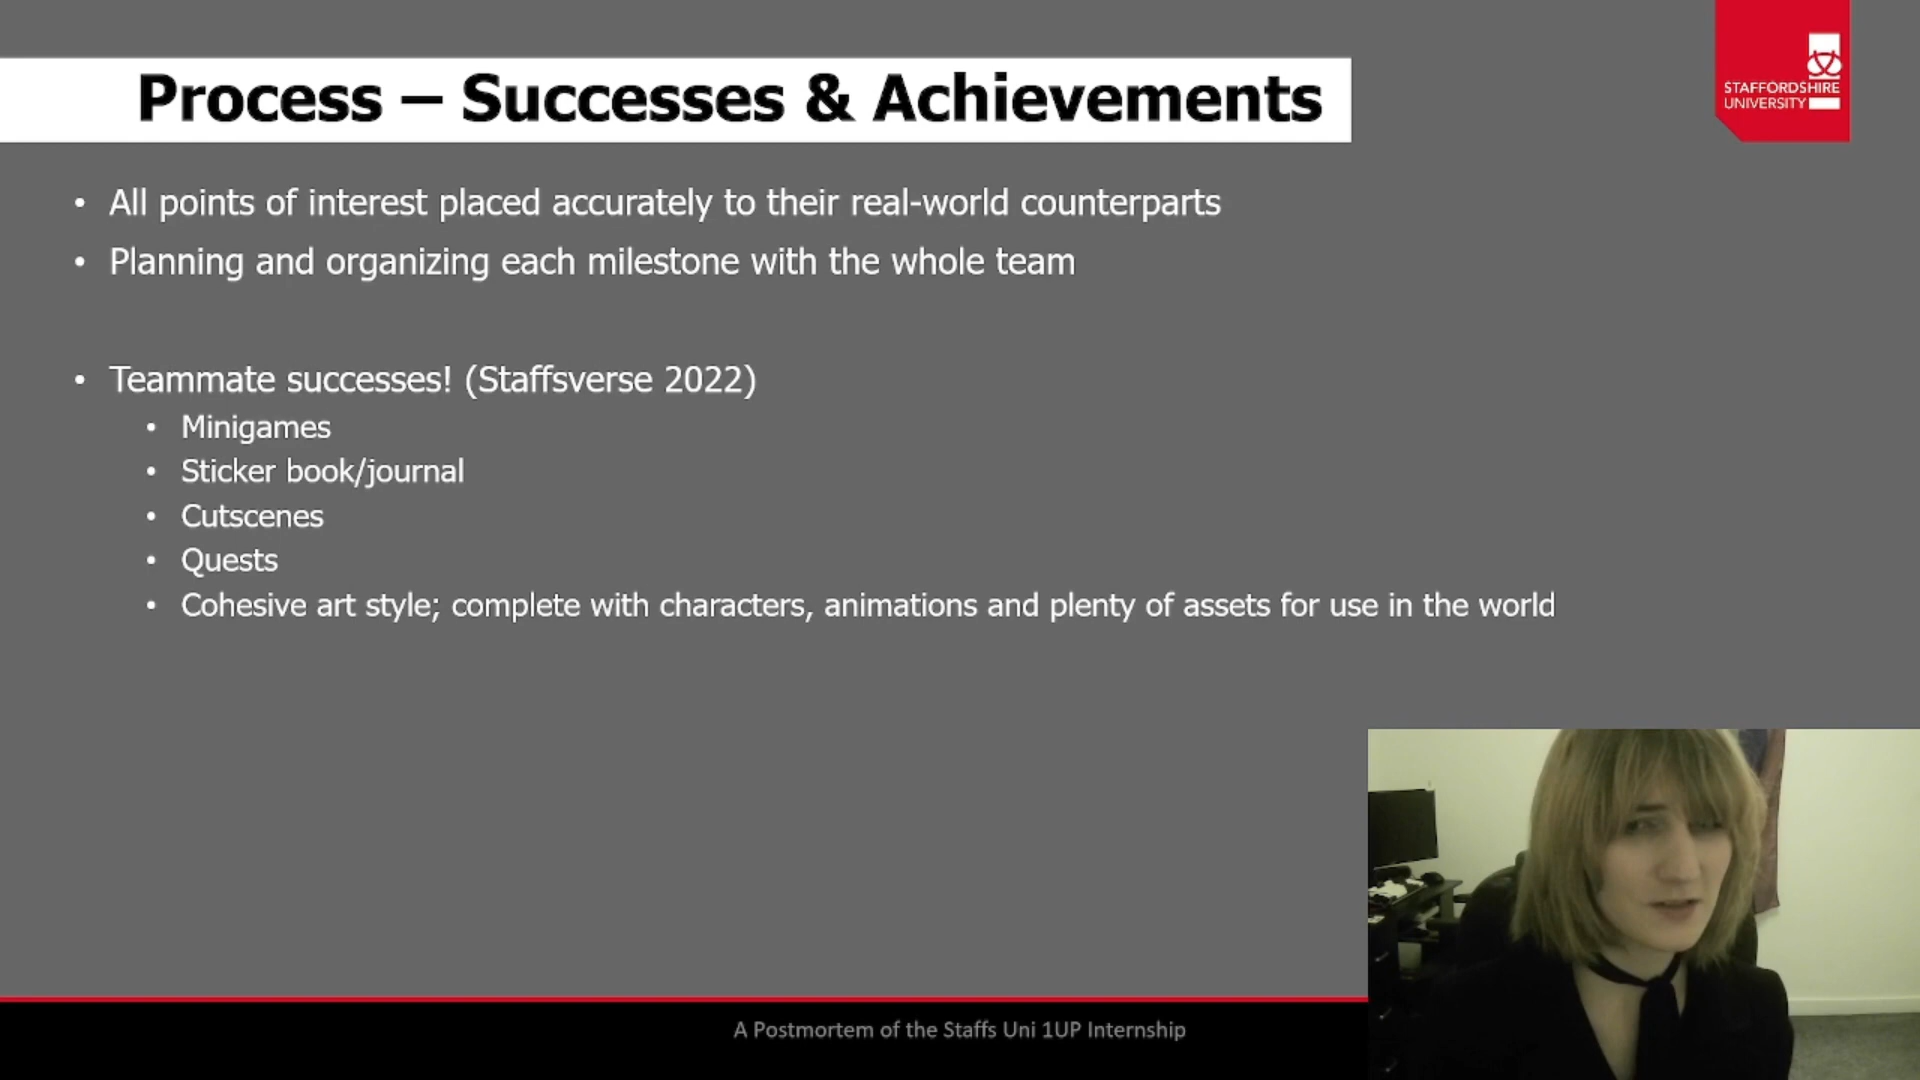 Process – Successes & Achievements
STAFFORDSHIRE
UNIVERSITY
• All points of interest placed accurately to their real-world counterparts
• Planning and organizing each milestone with the whole team
• Teammate successes! (Staffsverse 2022)
• Minigames
• Sticker book/journal
• Cutscenes
• Quests
• Cohesive art style; complete with characters, animations and plenty of assets for use in the world
A Postmortem of the Staffs Uni 1UP Internship